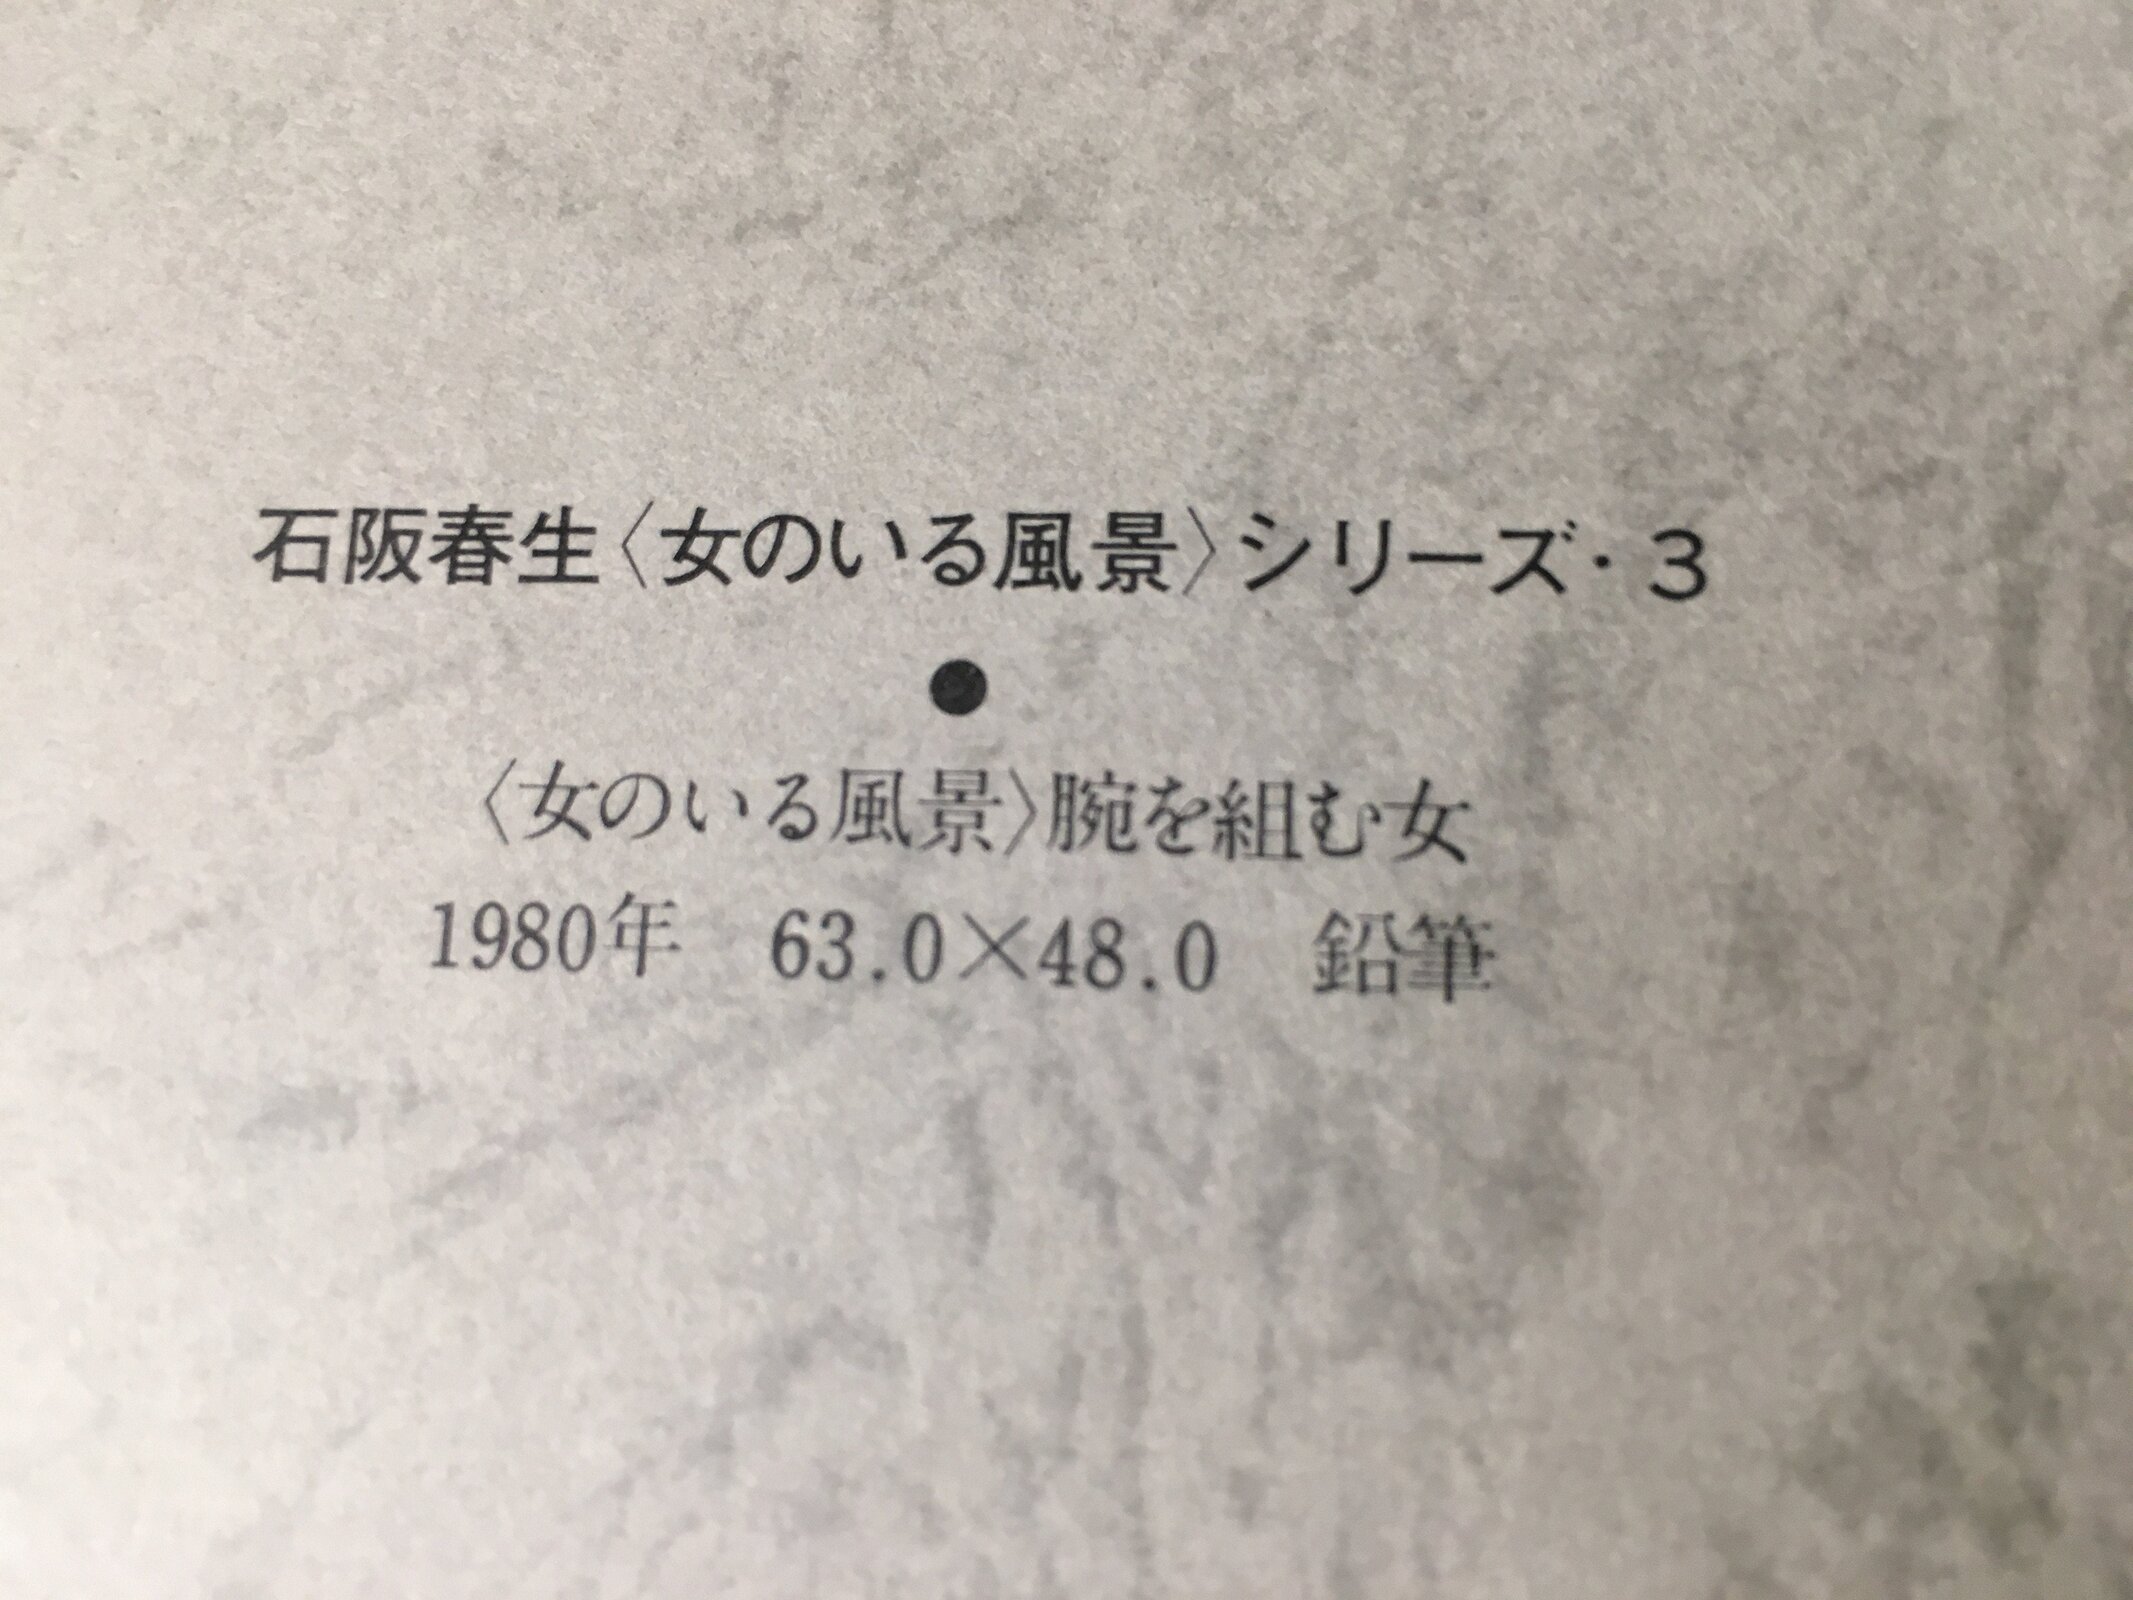 石阪春生〈女のいる風景〉シリーズ・3
●
〈女のいる風景〉腕を組む女
1980年　63.0×48.0　鉛筆